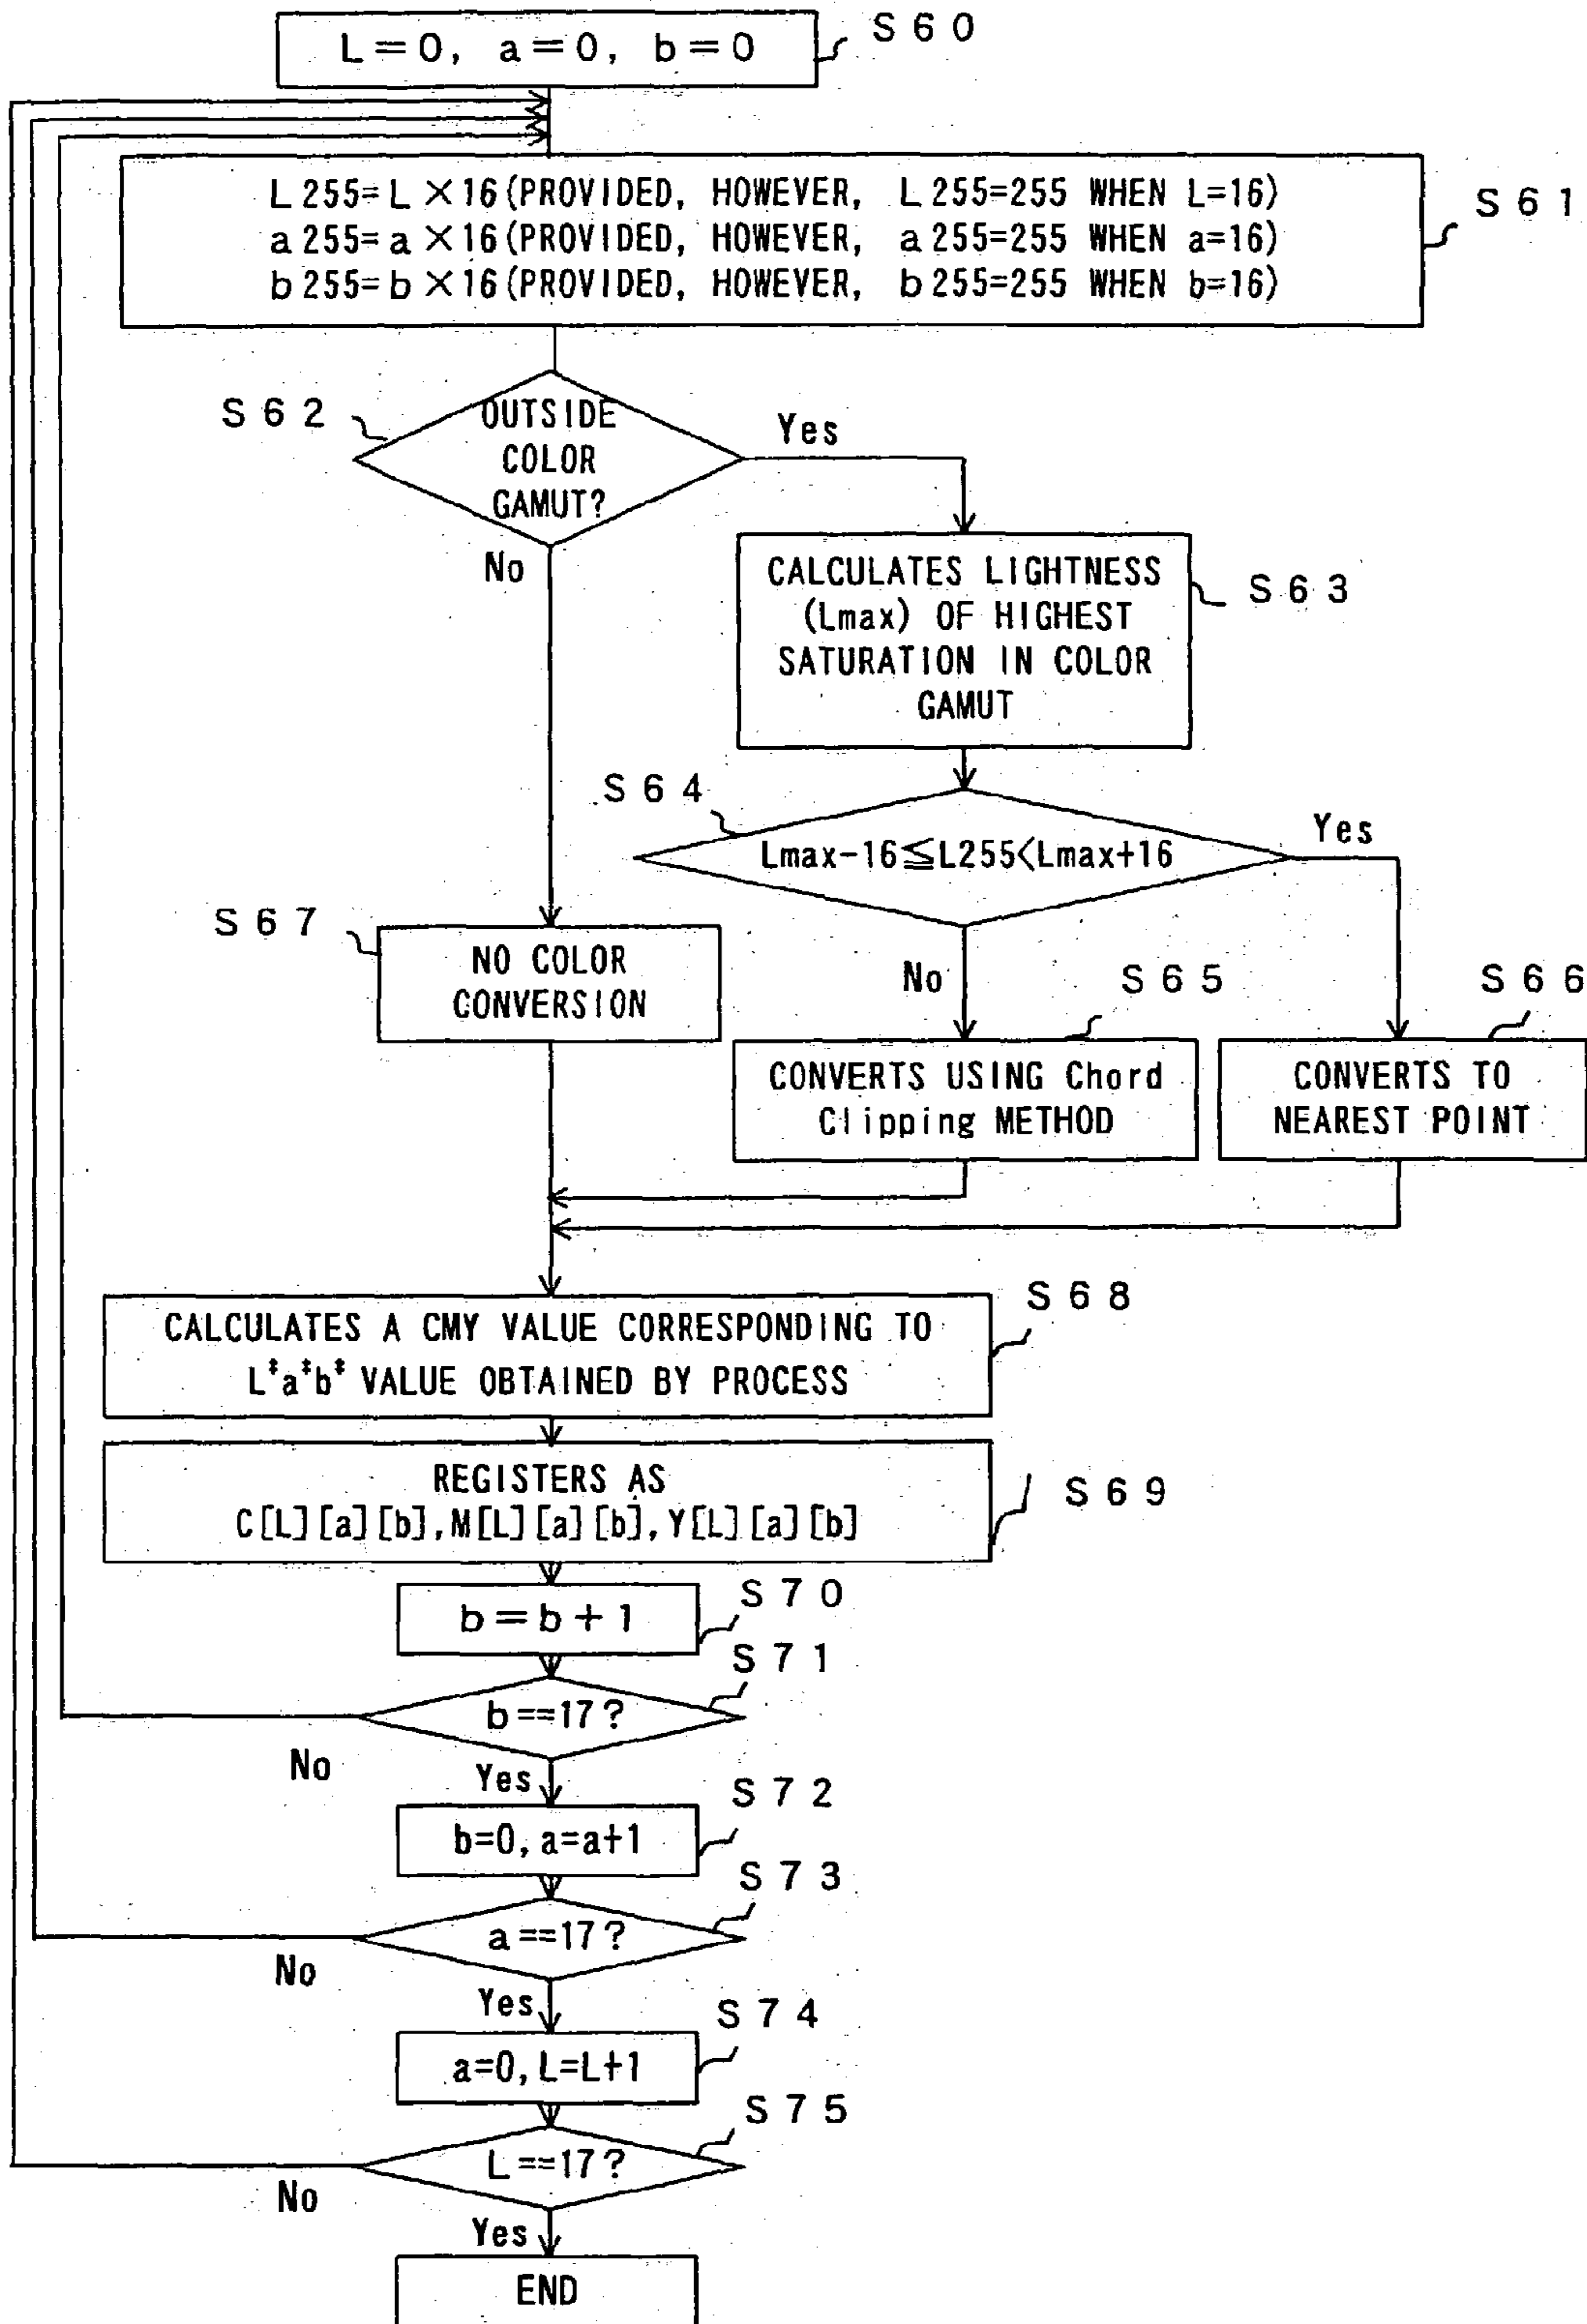 L=0, a=0, b=0
S60
L255=L×16(PROVIDED, HOWEVER, L255=255 WHEN L=16)
a255=a×16(PROVIDED, HOWEVER, a255=255 WHEN a=16)
b255=b×16(PROVIDED, HOWEVER, b255=255 WHEN b=16)
S61
S62
OUTSIDE
COLOR
GAMUT?
Yes
No
CALCULATES LIGHTNESS
(Lmax) OF HIGHEST
SATURATION IN COLOR
GAMUT
S63
S64
Lmax-16≦L255<Lmax+16
Yes
No
S67
NO COLOR
CONVERSION
S65
CONVERTS USING Chord
Clipping METHOD
S66
CONVERTS TO
NEAREST POINT
CALCULATES A CMY VALUE CORRESPONDING TO
L*a*b* VALUE OBTAINED BY PROCESS
S68
REGISTERS AS
C[L][a][b],M[L][a][b],Y[L][a][b]
S69
b=b+1
S70
S71
b==17?
No
Yes
b=0,a=a+1
S72
S73
a==17?
No
Yes
a=0,L=L+1
S74
S75
L==17?
No
Yes
END